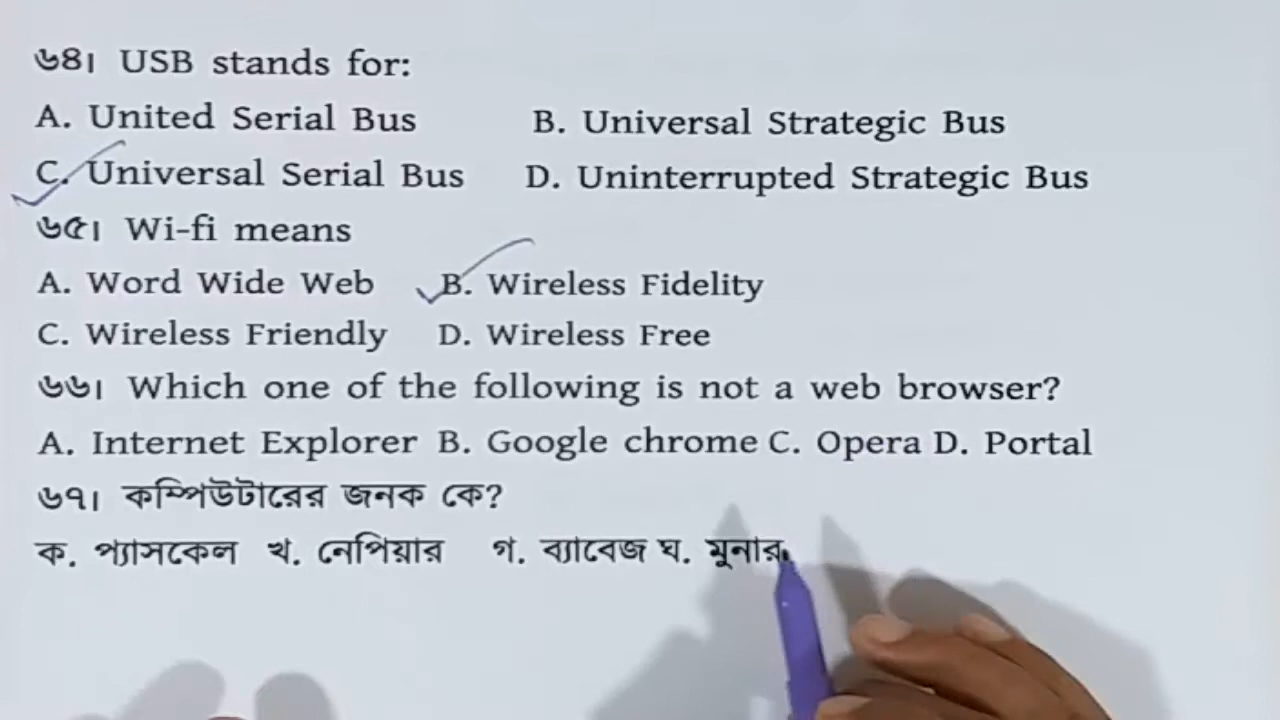 ৬৪। USB stands for:
A. United Serial Bus B. Universal Strategic Bus
C. Universal Serial Bus D. Uninterrupted Strategic Bus
৬৫। Wi-fi means
A. Word Wide Web B. Wireless Fidelity
C. Wireless Friendly D. Wireless Free
৬৬। Which one of the following is not a web browser?
A. Internet Explorer B. Google chrome C. Opera D. Portal
৬৭। কম্পিউটারের জনক কে?
ক. প্যাসকেল খ. নেপিয়ার গ. ব্যাবেজ ঘ. মুনার